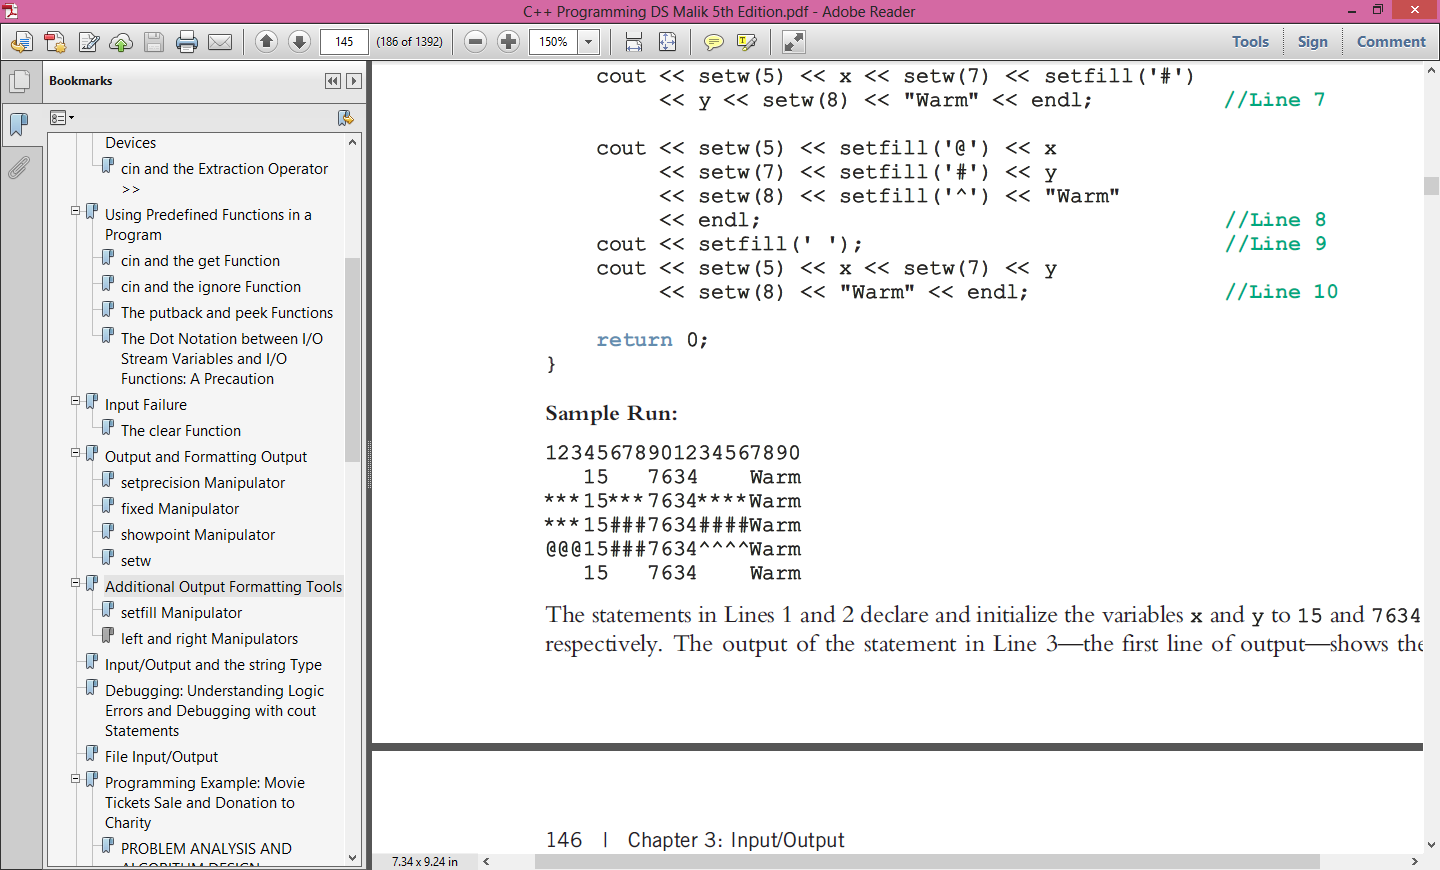 C++ Programming DS Malik 5th Edition.pdf - Adobe Reader
145 (186 of 1392) 150% Tools Sign Comment
Bookmarks
Devices
cin and the Extraction Operator
>>
Using Predefined Functions in a
Program
cin and the get Function
cin and the ignore Function
The putback and peek Functions
The Dot Notation between I/O
Stream Variables and I/O
Functions: A Precaution
Input Failure
The clear Function
Output and Formatting Output
setprecision Manipulator
fixed Manipulator
showpoint Manipulator
setw
Additional Output Formatting Tools
setfill Manipulator
left and right Manipulators
Input/Output and the string Type
Debugging: Understanding Logic
Errors and Debugging with cout
Statements
File Input/Output
Programming Example: Movie
Tickets Sale and Donation to
Charity
PROBLEM ANALYSIS AND
ALGORITHM DESIGN
cout << setw(5) << x << setw(7) << setfill('#')
<< y << setw(8) << "Warm" << endl; //Line 7
cout << setw(5) << setfill('@') << x
<< setw(7) << setfill('#') << y
<< setw(8) << setfill('^') << "Warm"
<< endl; //Line 8
cout << setfill(' '); //Line 9
cout << setw(5) << x << setw(7) << y
<< setw(8) << "Warm" << endl; //Line 10
return 0;
}
Sample Run:
12345678901234567890
   15   7634    Warm
***15***7634****Warm
***15###7634####Warm
@@@15###7634^^^^Warm
   15   7634    Warm
The statements in Lines 1 and 2 declare and initialize the variables x and y to 15 and 7634
respectively. The output of the statement in Line 3—the first line of output—shows the
146 | Chapter 3: Input/Output
7.34 x 9.24 in